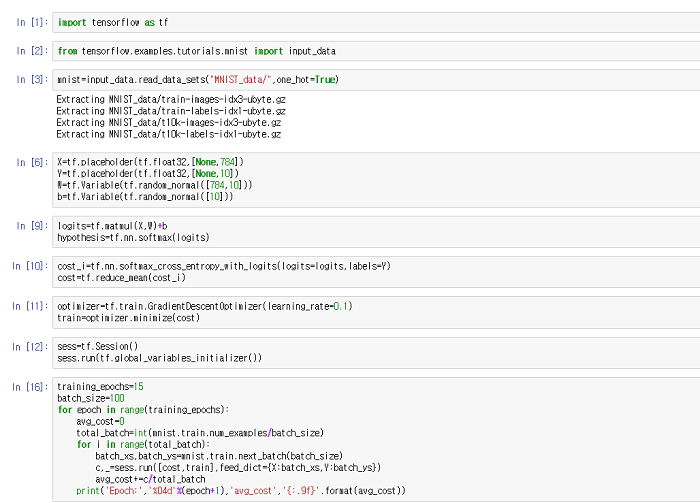 In [1]: import tensorflow as tf
In [2]: from tensorflow.examples.tutorials.mnist import input_data
In [3]: mnist=input_data.read_data_sets("MNIST_data/",one_hot=True)
Extracting MNIST_data/train-images-idx3-ubyte.gz
Extracting MNIST_data/train-labels-idx1-ubyte.gz
Extracting MNIST_data/t10k-images-idx3-ubyte.gz
Extracting MNIST_data/t10k-labels-idx1-ubyte.gz
In [6]: X=tf.placeholder(tf.float32,[None,784])
Y=tf.placeholder(tf.float32,[None,10])
W=tf.Variable(tf.random_normal([784,10]))
b=tf.Variable(tf.random_normal([10]))
In [9]: logits=tf.matmul(X,W)+b
hypothesis=tf.nn.softmax(logits)
In [10]: cost_i=tf.nn.softmax_cross_entropy_with_logits(logits=logits,labels=Y)
cost=tf.reduce_mean(cost_i)
In [11]: optimizer=tf.train.GradientDescentOptimizer(learning_rate=0.1)
train=optimizer.minimize(cost)
In [12]: sess=tf.Session()
sess.run(tf.global_variables_initializer())
In [16]: training_epochs=15
batch_size=100
for epoch in range(training_epochs):
    avg_cost=0
    total_batch=int(mnist.train.num_examples/batch_size)
    for i in range(total_batch):
        batch_xs,batch_ys=mnist.train.next_batch(batch_size)
        c,_=sess.run([cost,train],feed_dict={X:batch_xs,Y:batch_ys})
        avg_cost+=c/total_batch
    print('Epoch:','%04d'%(epoch+1),'avg_cost','{:.9f}'.format(avg_cost))